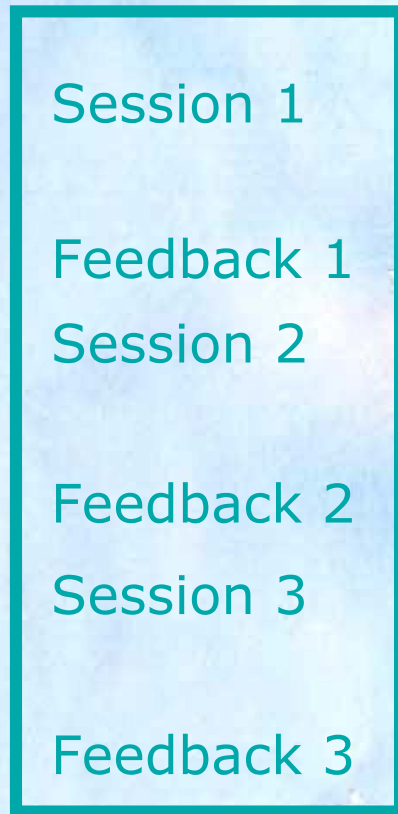 Session 1
Feedback 1
Session 2
Feedback 2
Session 3
Feedback 3